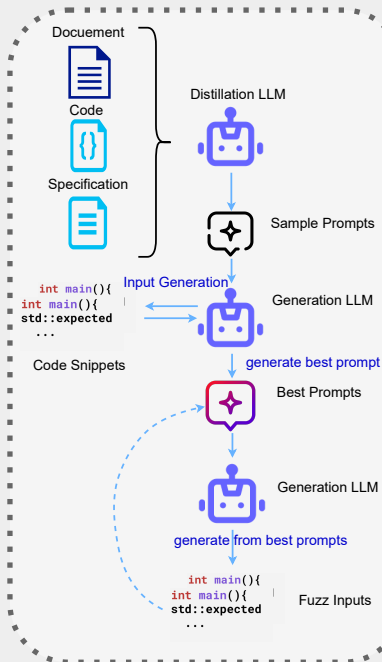 Docuement
Distillation LLM
Code
{}
Specification
Sample Prompts
Input Generation
int main(){
int main(){
std::expected
...
Generation LLM
Code Snippets
generate best prompt
Best Prompts
Generation LLM
generate from best prompts
int main(){
int main(){
std::expected
...
Fuzz Inputs